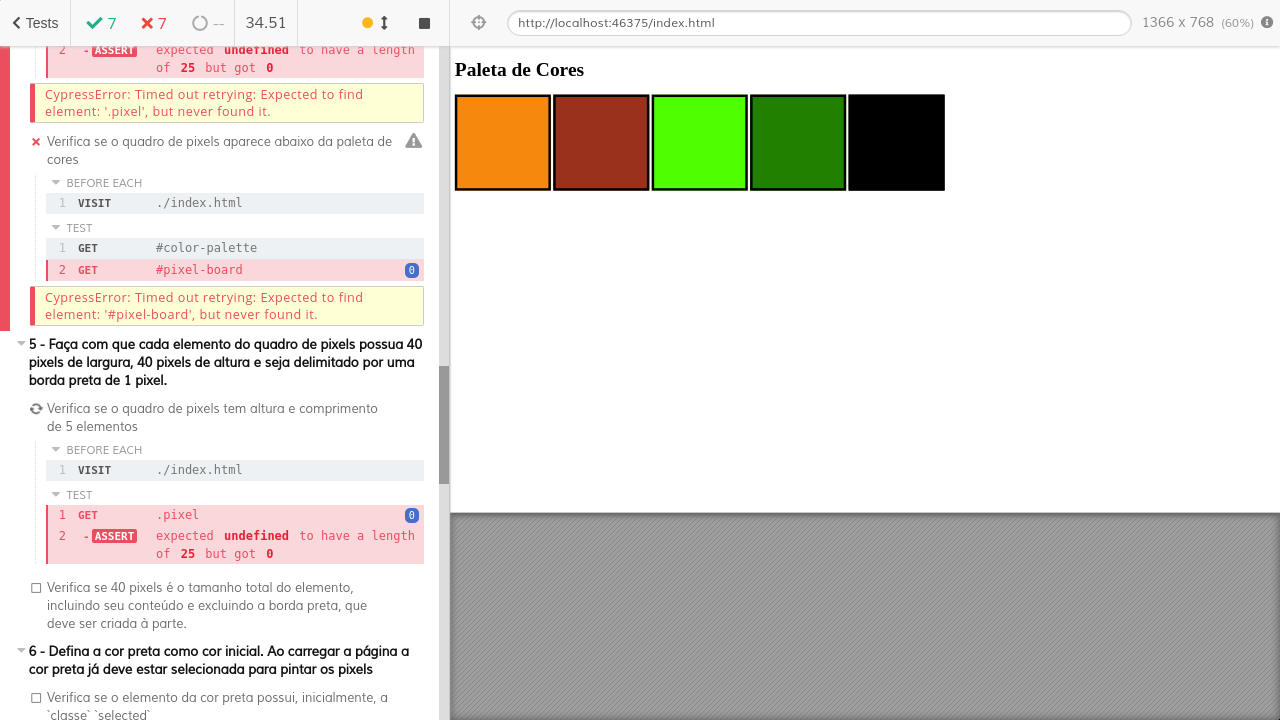 Tests
7
7
--
34.51
http://localhost:46375/index.html
1366 x 768 (60%)
2 -ASSERT expected undefined to have a length
of 25 but got 0
CypressError: Timed out retrying: Expected to find
element: '.pixel', but never found it.
Verifica se o quadro de pixels aparece abaixo da paleta de
cores
BEFORE EACH
1 VISIT ./index.html
TEST
1 GET #color-palette
2 GET #pixel-board 0
CypressError: Timed out retrying: Expected to find
element: '#pixel-board', but never found it.
5 - Faça com que cada elemento do quadro de pixels possua 40
pixels de largura, 40 pixels de altura e seja delimitado por uma
borda preta de 1 pixel.
Verifica se o quadro de pixels tem altura e comprimento
de 5 elementos
BEFORE EACH
1 VISIT ./index.html
TEST
1 GET .pixel 0
2 -ASSERT expected undefined to have a length
of 25 but got 0
Verifica se 40 pixels é o tamanho total do elemento,
incluindo seu conteúdo e excluindo a borda preta, que
deve ser criada à parte.
6 - Defina a cor preta como cor inicial. Ao carregar a página a
cor preta já deve estar selecionada para pintar os pixels
Verifica se o elemento da cor preta possui, inicialmente, a
`classe` `selected`
Paleta de Cores